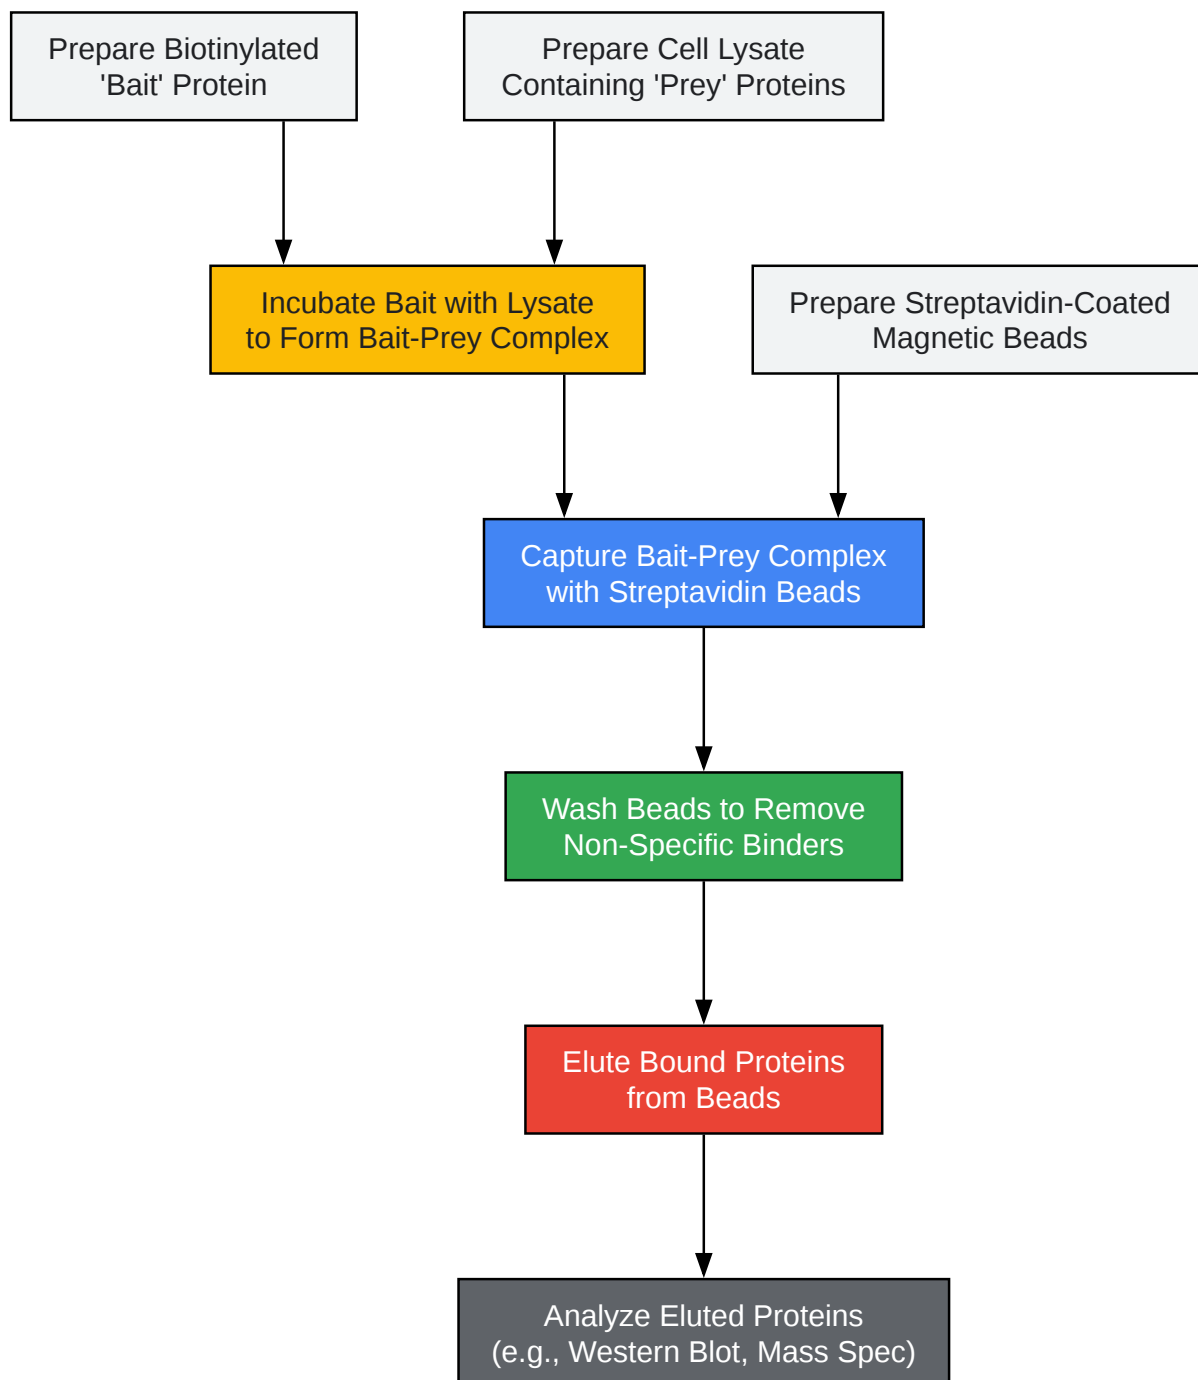 Prepare Biotinylated
'Bait' Protein
Prepare Cell Lysate
Containing 'Prey' Proteins
Incubate Bait with Lysate
to Form Bait-Prey Complex
Prepare Streptavidin-Coated
Magnetic Beads
Capture Bait-Prey Complex
with Streptavidin Beads
Wash Beads to Remove
Non-Specific Binders
Elute Bound Proteins
from Beads
Analyze Eluted Proteins
(e.g., Western Blot, Mass Spec)